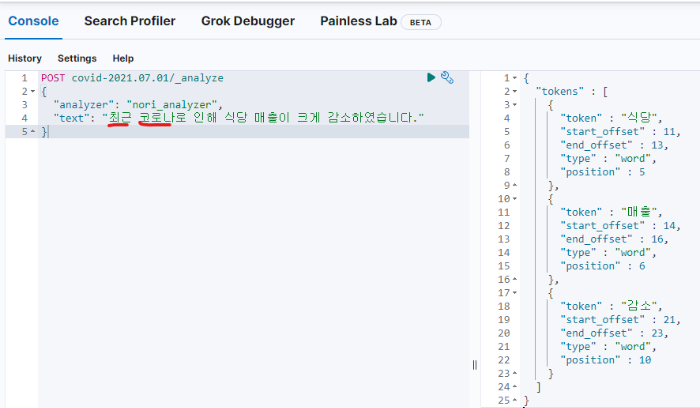 Console Search Profiler Grok Debugger Painless Lab BETA
History Settings Help
1 POST covid-2021.07.01/_analyze
2 {
3 "analyzer": "nori_analyzer",
4 "text": "최근 코로나로 인해 식당 매출이 크게 감소하였습니다."
5 }
1 {
2 "tokens" : [
3 {
4 "token" : "식당",
5 "start_offset" : 11,
6 "end_offset" : 13,
7 "type" : "word",
8 "position" : 5
9 },
10 {
11 "token" : "매출",
12 "start_offset" : 14,
13 "end_offset" : 16,
14 "type" : "word",
15 "position" : 6
16 },
17 {
18 "token" : "감소",
19 "start_offset" : 21,
20 "end_offset" : 23,
21 "type" : "word",
22 "position" : 10
23 }
24 ]
25 }